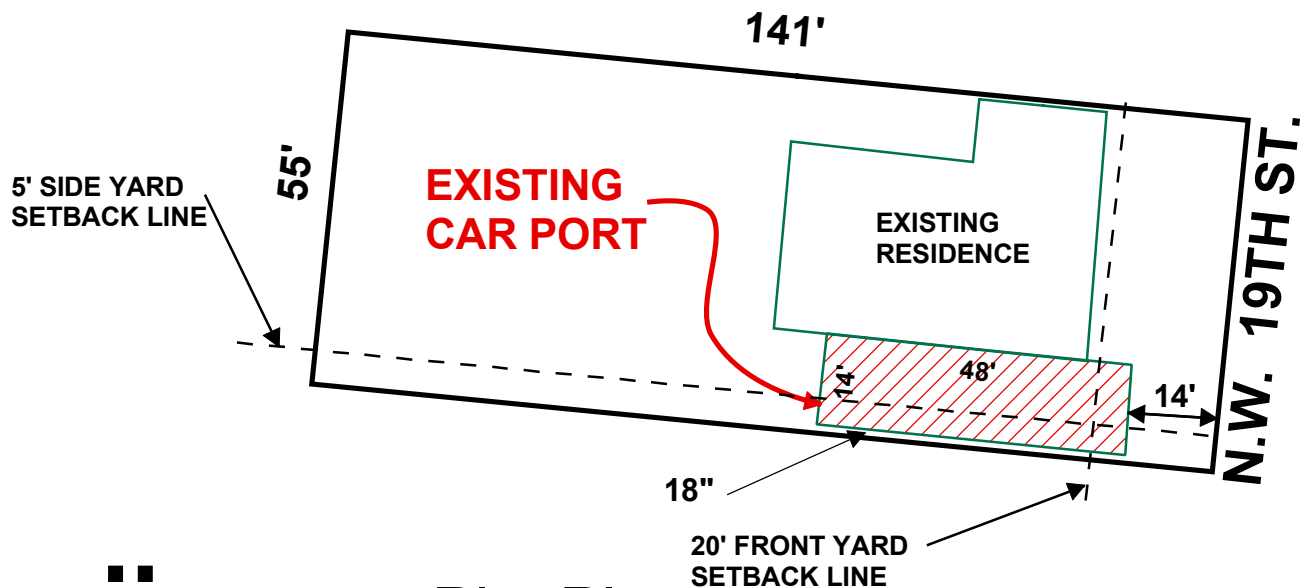 141'
55'
5' SIDE YARD
SETBACK LINE
EXISTING
CAR PORT
EXISTING
RESIDENCE
N.W. 19TH ST.
14'
48'
14'
18"
20' FRONT YARD
SETBACK LINE